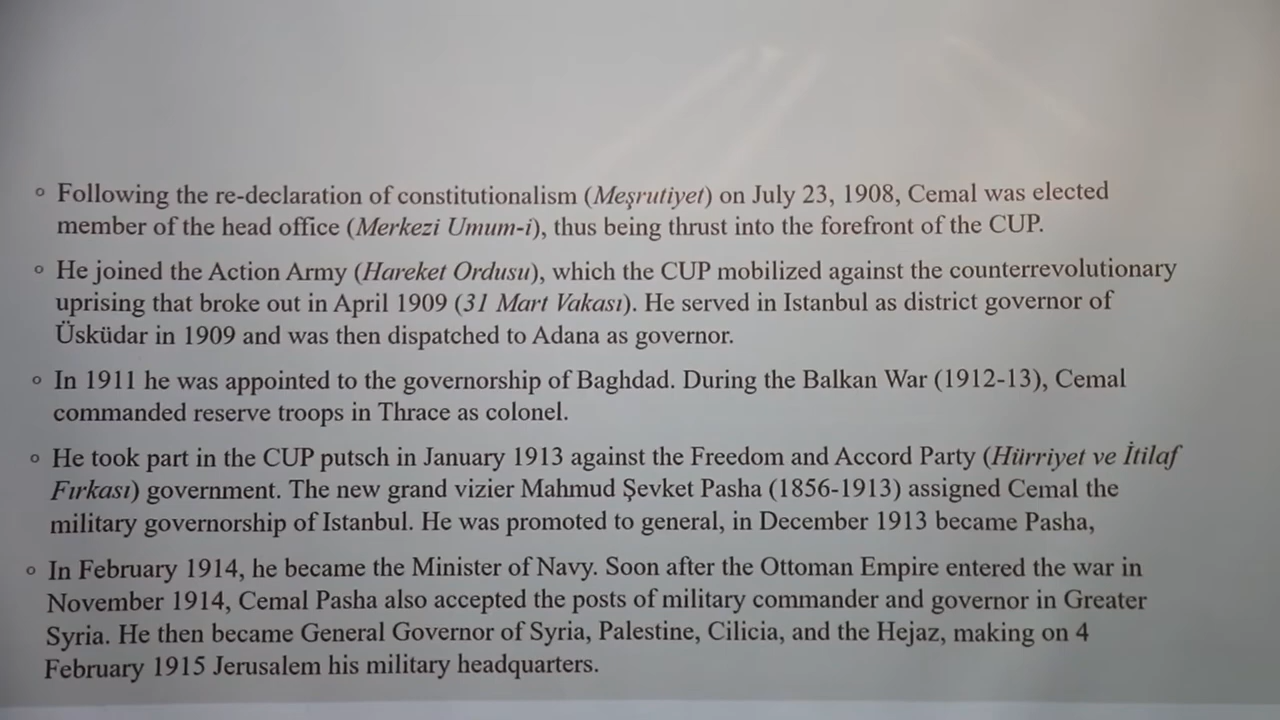 ◦ Following the re-declaration of constitutionalism (Meşrutiyet) on July 23, 1908, Cemal was elected
member of the head office (Merkezi Umum-i), thus being thrust into the forefront of the CUP.
◦ He joined the Action Army (Hareket Ordusu), which the CUP mobilized against the counterrevolutionary
uprising that broke out in April 1909 (31 Mart Vakası). He served in Istanbul as district governor of
Üsküdar in 1909 and was then dispatched to Adana as governor.
◦ In 1911 he was appointed to the governorship of Baghdad. During the Balkan War (1912-13), Cemal
commanded reserve troops in Thrace as colonel.
◦ He took part in the CUP putsch in January 1913 against the Freedom and Accord Party (Hürriyet ve İtilaf
Fırkası) government. The new grand vizier Mahmud Şevket Pasha (1856-1913) assigned Cemal the
military governorship of Istanbul. He was promoted to general, in December 1913 became Pasha,
◦ In February 1914, he became the Minister of Navy. Soon after the Ottoman Empire entered the war in
November 1914, Cemal Pasha also accepted the posts of military commander and governor in Greater
Syria. He then became General Governor of Syria, Palestine, Cilicia, and the Hejaz, making on 4
February 1915 Jerusalem his military headquarters.